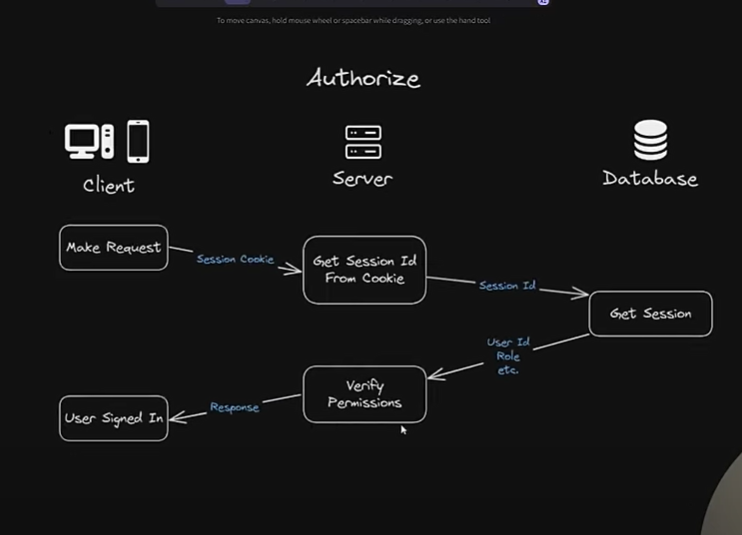 To move canvas, hold mouse wheel or spacebar while dragging, or use the hand tool
Authorize
Client
Server
Database
Make Request
Session Cookie
Get Session Id
From Cookie
Session Id
Get Session
User Id
Role
etc.
Verify
Permissions
Response
User Signed In